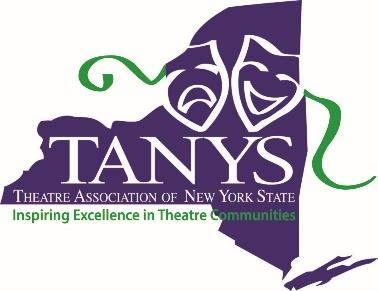 TANYS
THEATRE ASSOCIATION OF NEW YORK STATE
Inspiring Excellence in Theatre Communities